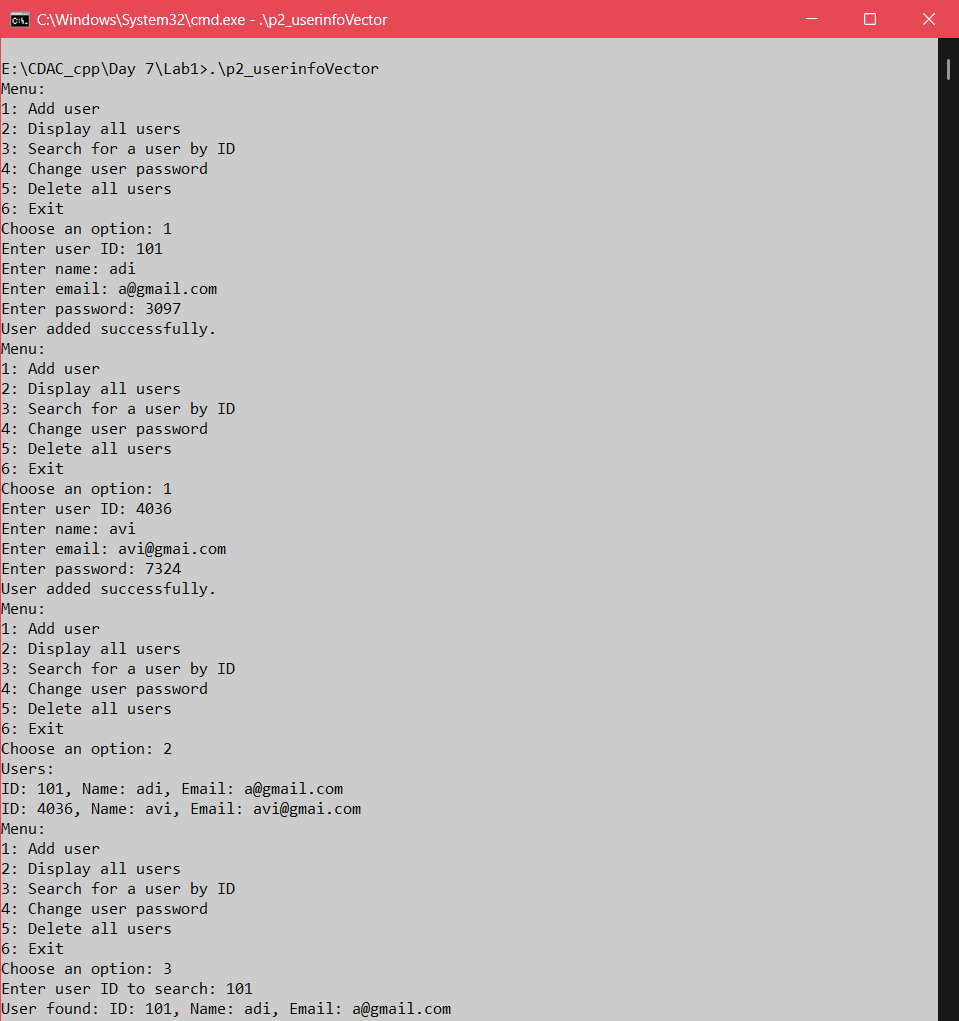 C:\Windows\System32\cmd.exe - .\p2_userinfoVector
E:\CDAC_cpp\Day 7\Lab1>.\p2_userinfoVector
Menu:
1: Add user
2: Display all users
3: Search for a user by ID
4: Change user password
5: Delete all users
6: Exit
Choose an option: 1
Enter user ID: 101
Enter name: adi
Enter email: a@gmail.com
Enter password: 3097
User added successfully.
Menu:
1: Add user
2: Display all users
3: Search for a user by ID
4: Change user password
5: Delete all users
6: Exit
Choose an option: 1
Enter user ID: 4036
Enter name: avi
Enter email: avi@gmai.com
Enter password: 7324
User added successfully.
Menu:
1: Add user
2: Display all users
3: Search for a user by ID
4: Change user password
5: Delete all users
6: Exit
Choose an option: 2
Users:
ID: 101, Name: adi, Email: a@gmail.com
ID: 4036, Name: avi, Email: avi@gmai.com
Menu:
1: Add user
2: Display all users
3: Search for a user by ID
4: Change user password
5: Delete all users
6: Exit
Choose an option: 3
Enter user ID to search: 101
User found: ID: 101, Name: adi, Email: a@gmail.com